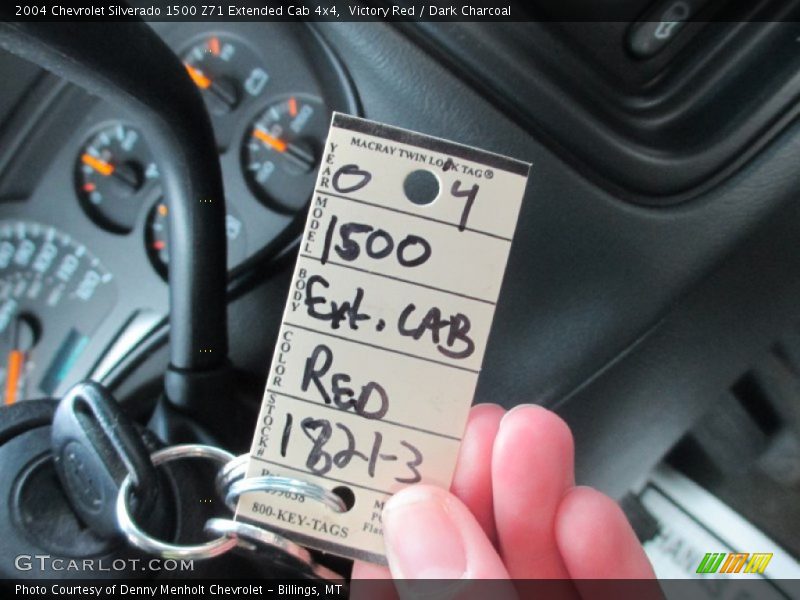 2004 Chevrolet Silverado 1500 Z71 Extended Cab 4x4, Victory Red / Dark Charcoal
MACRAY TWIN LOCK TAG®
YEAR 0 4
MODEL 1500
BODY Ext. CAB
COLOR RED
STOCK# 1821-3
800-KEY-TAGS
GTCARLOT.COM
Photo Courtesy of Denny Menholt Chevrolet – Billings, MT